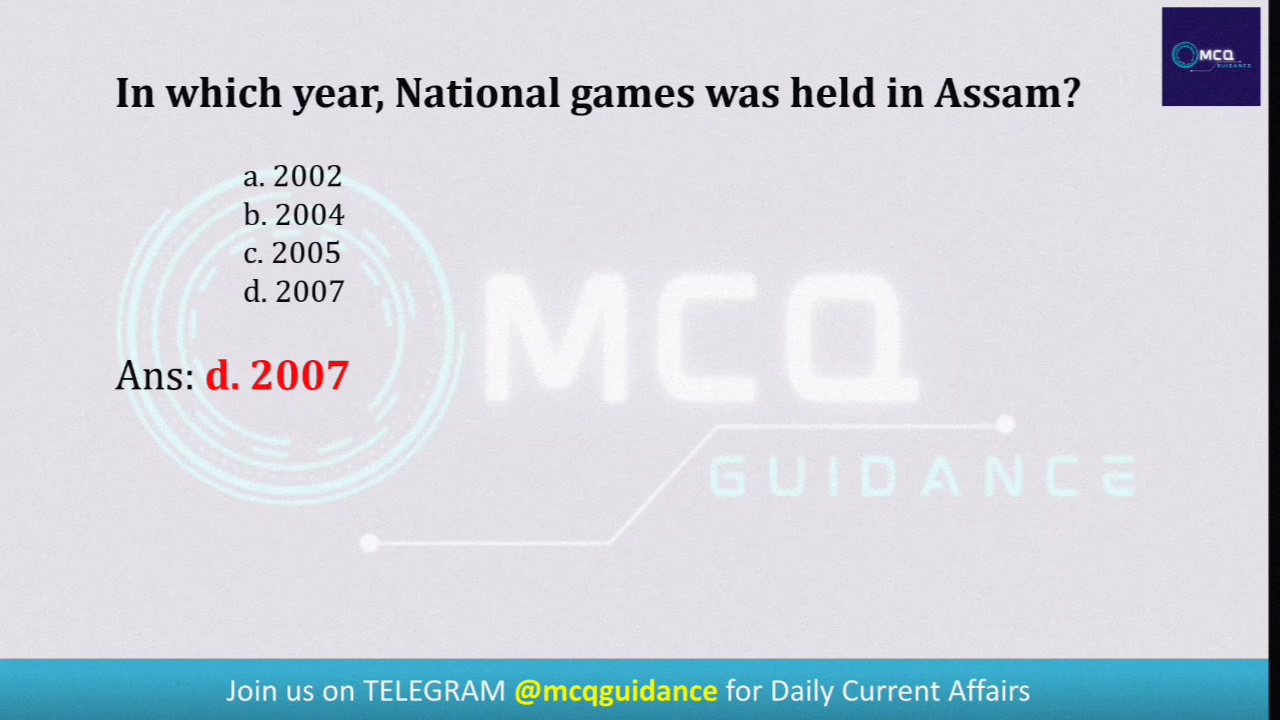 In which year, National games was held in Assam?
MCQ
GUIDANCE
a. 2002
b. 2004
c. 2005
d. 2007
Ans: d. 2007
MCQ
GUIDANCE
Join us on TELEGRAM @mcqguidance for Daily Current Affairs